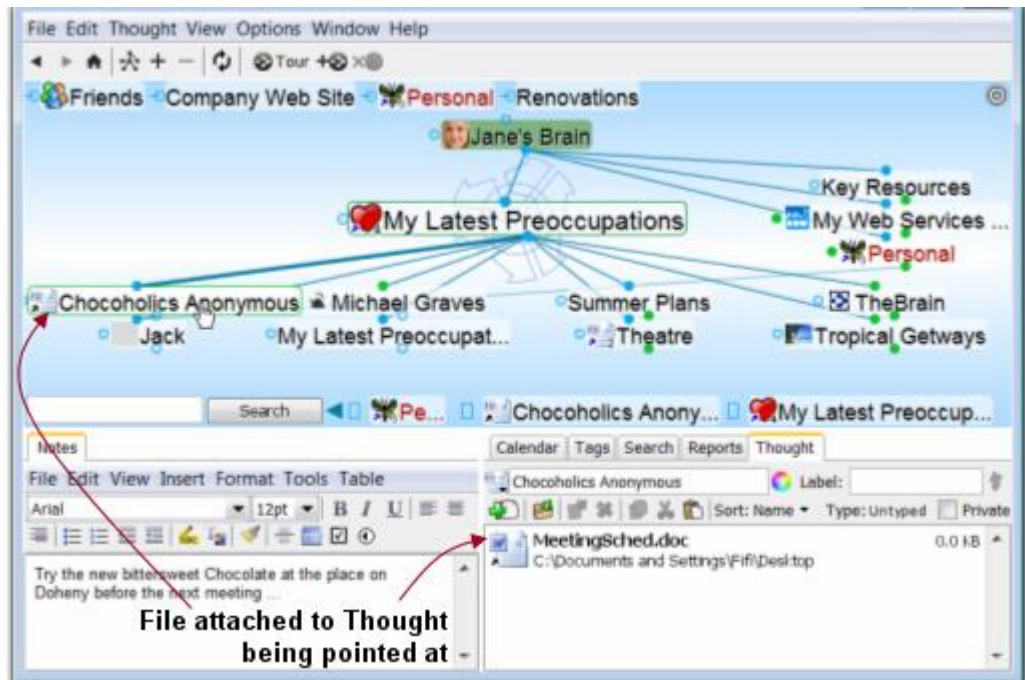 File Edit Thought View Options Window Help
Tour
Friends Company Web Site Personal Renovations
Jane's Brain
Key Resources
My Latest Preoccupations
My Web Services ...
Personal
Chocoholics Anonymous Michael Graves Summer Plans TheBrain
Jack My Latest Preoccupat... Theatre Tropical Getways
Search Pe... Chocoholics Anony... My Latest Preoccup...
Notes
File Edit View Insert Format Tools Table
Arial 12pt B I U
Try the new bittersweet Chocolate at the place on
Doheny before the next meeting ...
Calendar Tags Search Reports Thought
Chocoholics Anonymous Label:
Sort: Name Type: Untyped Private
MeetingSched.doc 0.0 kB
C:\Documents and Settings\Fifi\Desktop
File attached to Thought
being pointed at